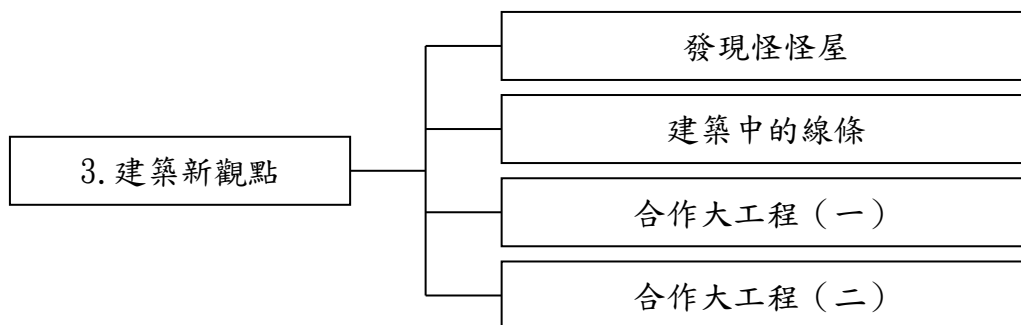 發現怪怪屋
建築中的線條
3.建築新觀點
合作大工程（一）
合作大工程（二）